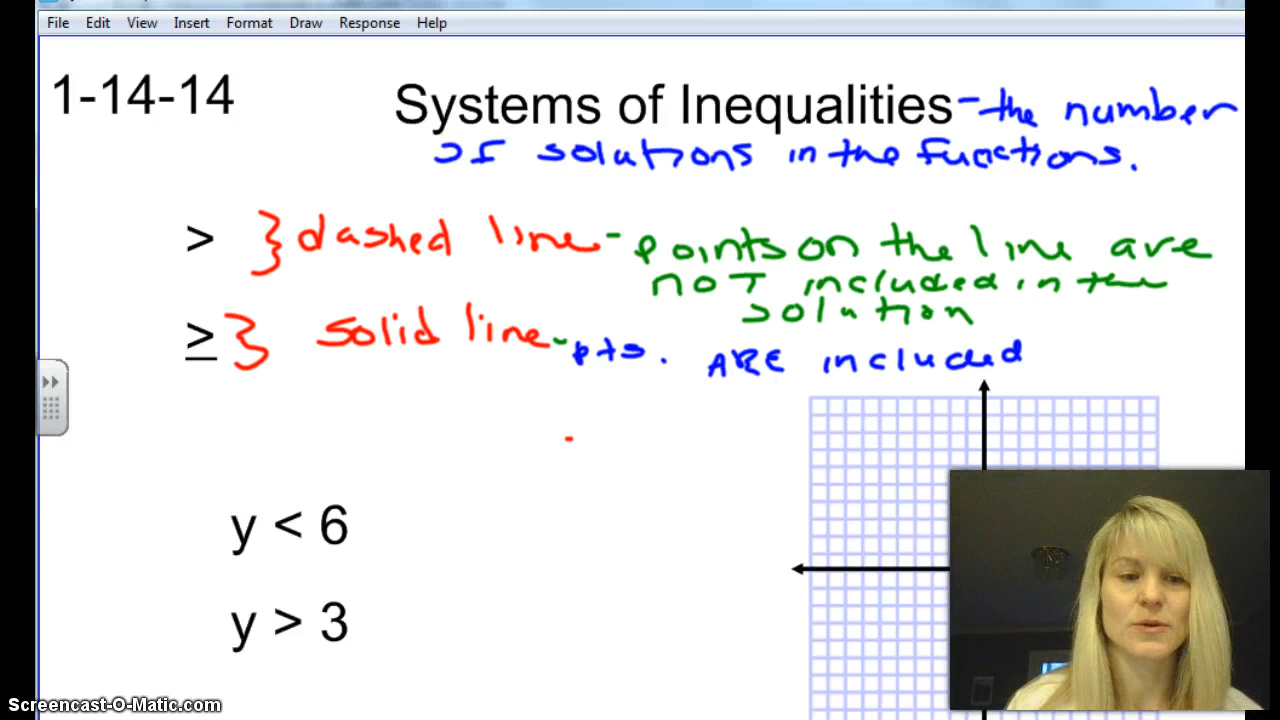 File Edit View Insert Format Draw Response Help
1-14-14
Systems of Inequalities - the number
of solutions in the functions.
> } dashed line - points on the line are
NOT included in the
solution
≥ } solid line - pts. ARE included
y < 6
y > 3
Screencast-O-Matic.com